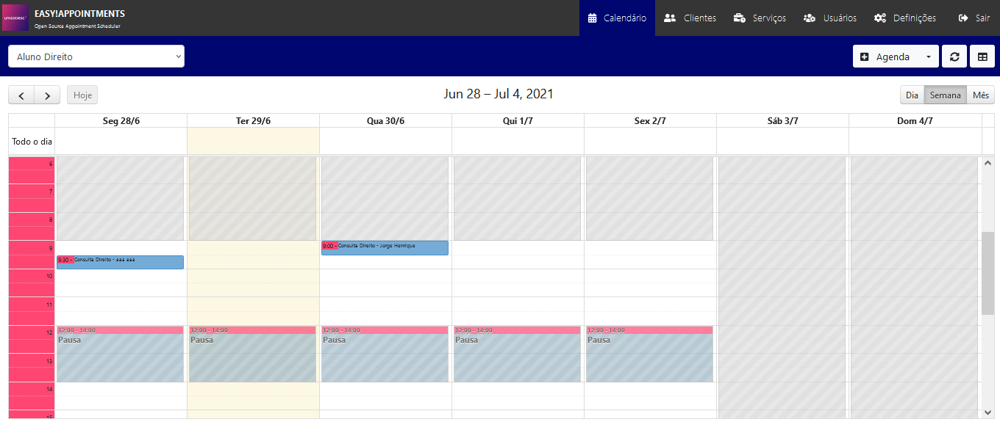 UNISOCIESC
EASY!APPOINTMENTS
Open Source Appointment Scheduler
Calendário
Clientes
Serviços
Usuários
Definições
Sair
Aluno Direito
Agenda
Hoje
Jun 28 – Jul 4, 2021
Dia
Semana
Mês
Seg 28/6
Ter 29/6
Qua 30/6
Qui 1/7
Sex 2/7
Sáb 3/7
Dom 4/7
Todo o dia
6
7
8
9
9:00 - Consulta Direito - Jorge Henrique
9:30 - Consulta Direito - aaa aaa
10
11
12
12:00 - 14:00
Pausa
12:00 - 14:00
Pausa
12:00 - 14:00
Pausa
12:00 - 14:00
Pausa
12:00 - 14:00
Pausa
13
14
15